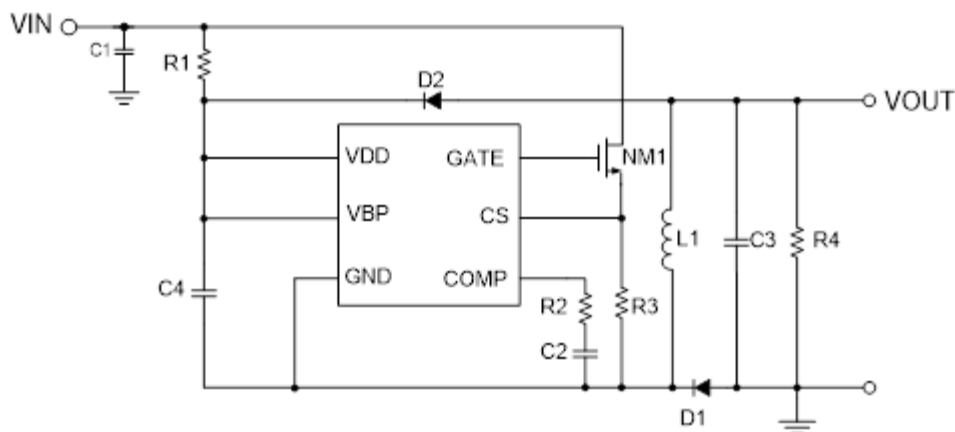 VIN
C1
R1
D2
VOUT
VDD
GATE
NM1
VBP
CS
L1
C3
R4
GND
COMP
C4
R2
R3
C2
D1